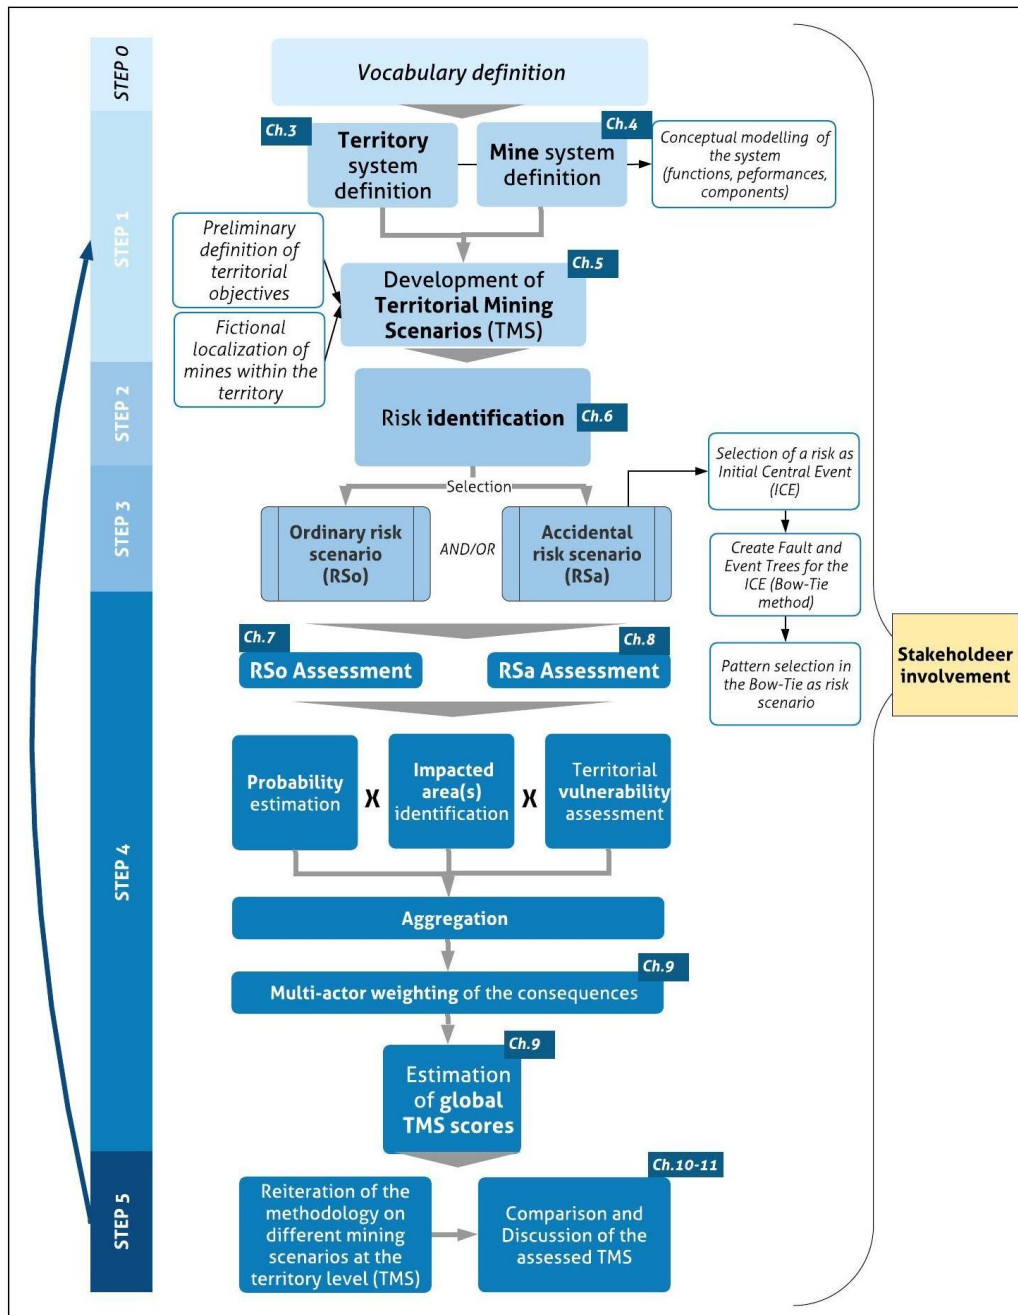 STEP 0
Vocabulary definition
STEP 1
Ch.3
Territory
system
definition
Ch.4
Mine system
definition
Conceptual modelling of
the system
(functions, peformances,
components)
Preliminary
definition of
territorial
objectives
Fictional
localization of
mines within the
territory
Ch.5
Development of
Territorial Mining
Scenarios (TMS)
STEP 2
Risk identification
Ch.6
STEP 3
Selection
Ordinary risk
scenario
(RSo)
AND/OR
Accidental
risk scenario
(RSa)
Selection of a risk as
Initial Central Event
(ICE)
Create Fault and
Event Trees for the
ICE (Bow-Tie
method)
Pattern selection in
the Bow-Tie as risk
scenario
Stakeholdeer
involvement
STEP 4
Ch.7
RSo Assessment
Ch.8
RSa Assessment
Probability
estimation
X
Impacted
area(s)
identification
X
Territorial
vulnerability
assessment
Aggregation
Ch.9
Multi-actor weighting of the consequences
Ch.9
Estimation
of global
TMS scores
STEP 5
Reiteration of the
methodology on
different mining
scenarios at the
territory level (TMS)
Ch.10-11
Comparison and
Discussion of the
assessed TMS